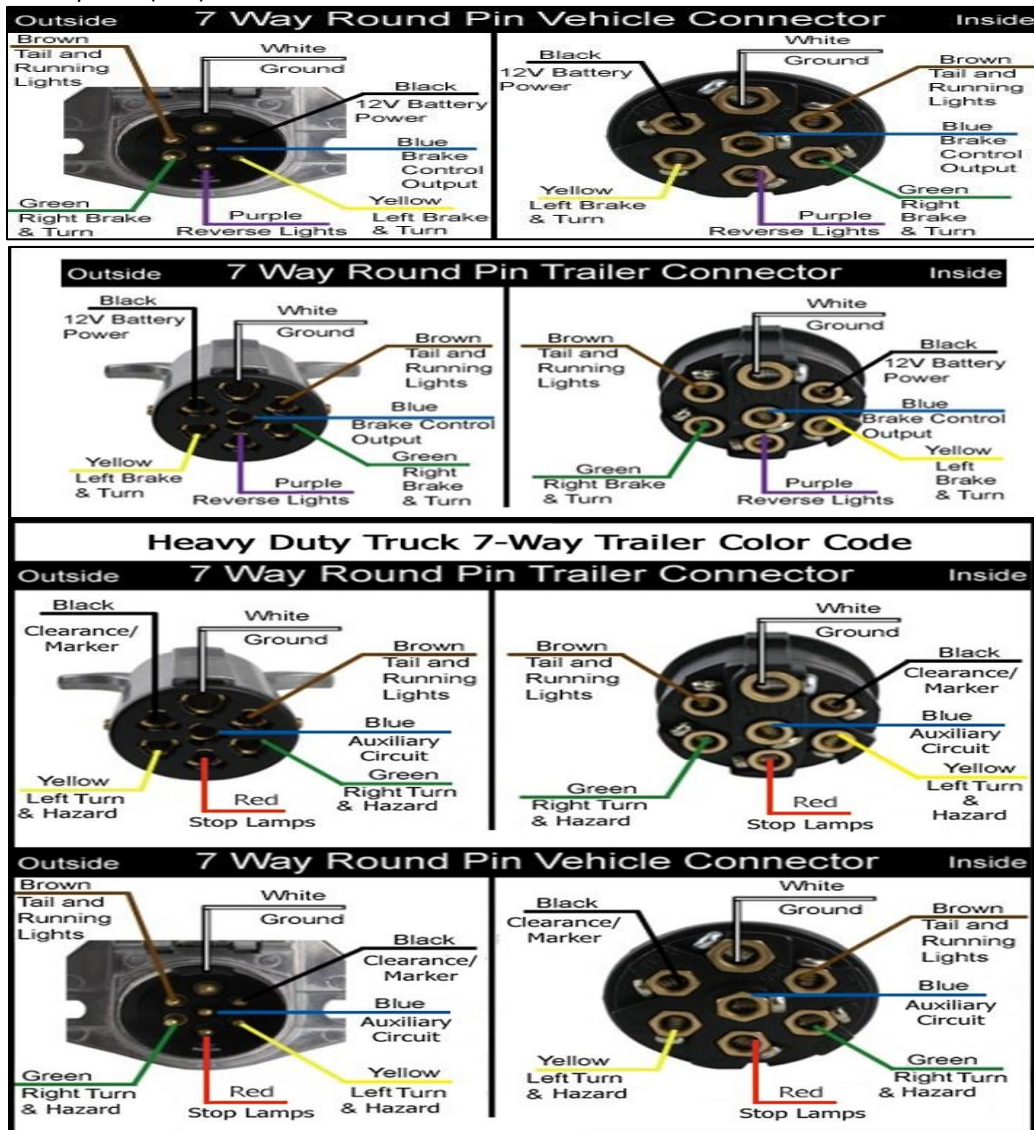 Outside 7 Way Round Pin Vehicle Connector Inside
Brown
Tail and
Running
Lights
White
Ground
Black
12V Battery
Power
Blue
Brake
Control
Output
Yellow
Left Brake
& Turn
Purple
Reverse Lights
Green
Right Brake
& Turn
Black
12V Battery
Power
White
Ground
Brown
Tail and
Running
Lights
Blue
Brake
Control
Output
Green
Right
Brake
& Turn
Purple
Reverse Lights
Yellow
Left Brake
& Turn
Outside 7 Way Round Pin Trailer Connector Inside
Black
12V Battery
Power
White
Ground
Brown
Tail and
Running
Lights
Blue
Brake Control
Output
Green
Right
Brake
& Turn
Purple
Reverse Lights
Yellow
Left Brake
& Turn
Brown
Tail and
Running
Lights
White
Ground
Black
12V Battery
Power
Blue
Brake Control
Output
Yellow
Left
Brake
& Turn
Purple
Reverse Lights
Green
Right Brake
& Turn
Heavy Duty Truck 7-Way Trailer Color Code
Outside 7 Way Round Pin Trailer Connector Inside
Black
Clearance/
Marker
White
Ground
Brown
Tail and
Running
Lights
Blue
Auxiliary
Circuit
Green
Right Turn
& Hazard
Red
Stop Lamps
Yellow
Left Turn
& Hazard
Brown
Tail and
Running
Lights
White
Ground
Black
Clearance/
Marker
Blue
Auxiliary
Circuit
Yellow
Left Turn
&
Hazard
Red
Stop Lamps
Green
Right Turn
& Hazard
Outside 7 Way Round Pin Vehicle Connector Inside
Brown
Tail and
Running
Lights
White
Ground
Black
Clearance/
Marker
Blue
Auxiliary
Circuit
Yellow
Left Turn
& Hazard
Red
Stop Lamps
Green
Right Turn
& Hazard
Black
Clearance/
Marker
White
Ground
Brown
Tail and
Running
Lights
Blue
Auxiliary
Circuit
Green
Right Turn
& Hazard
Red
Stop Lamps
Yellow
Left Turn
& Hazard